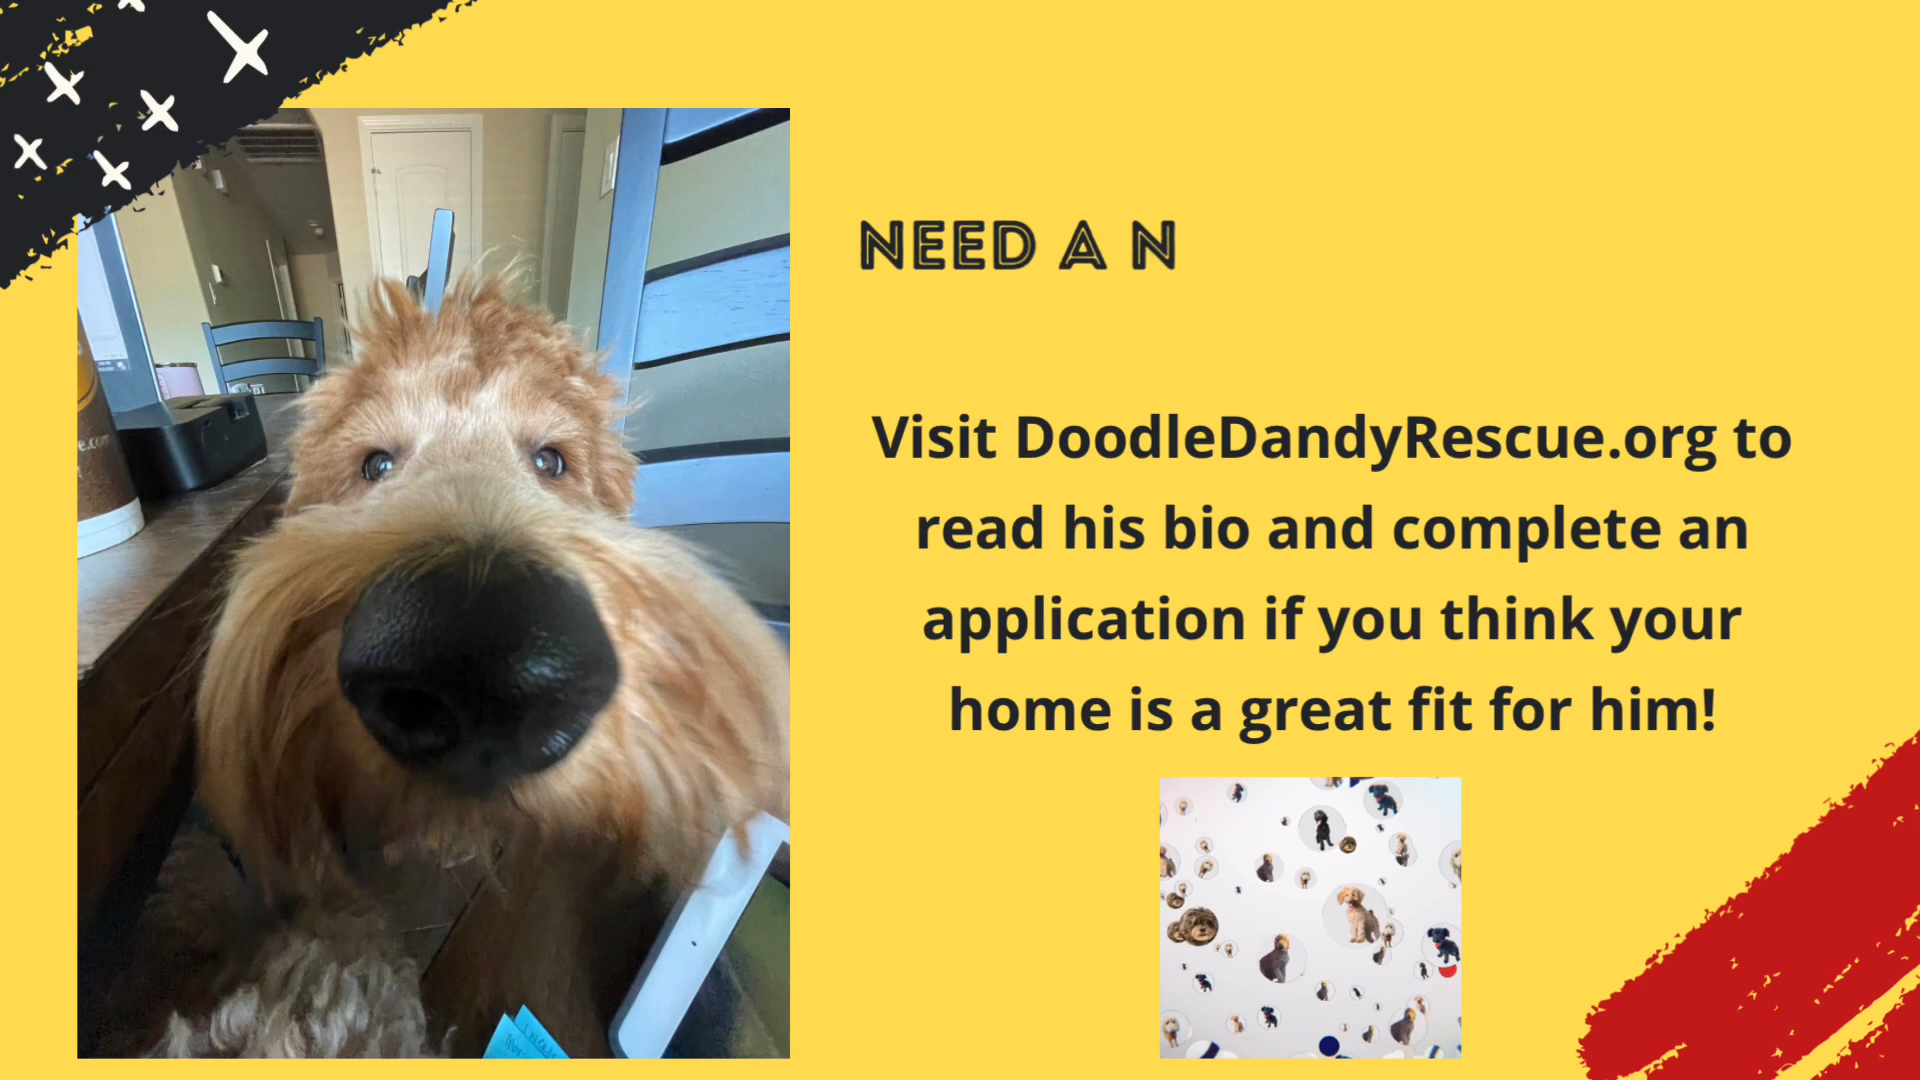 NEED A N
Visit DoodleDandyRescue.org to
read his bio and complete an
application if you think your
home is a great fit for him!
e.com